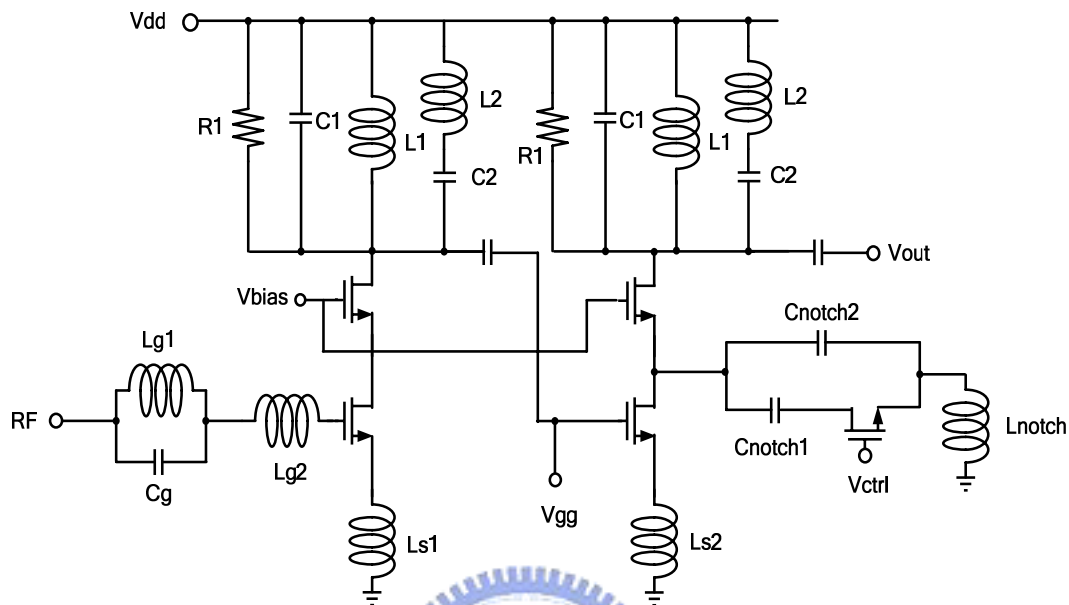 Vdd
R1
C1
L1
L2
C2
R1
C1
L1
L2
C2
Vout
Vbias
Cnotch2
Lg1
RF
Cg
Lg2
Cnotch1
Vctrl
Lnotch
Vgg
Ls1
Ls2